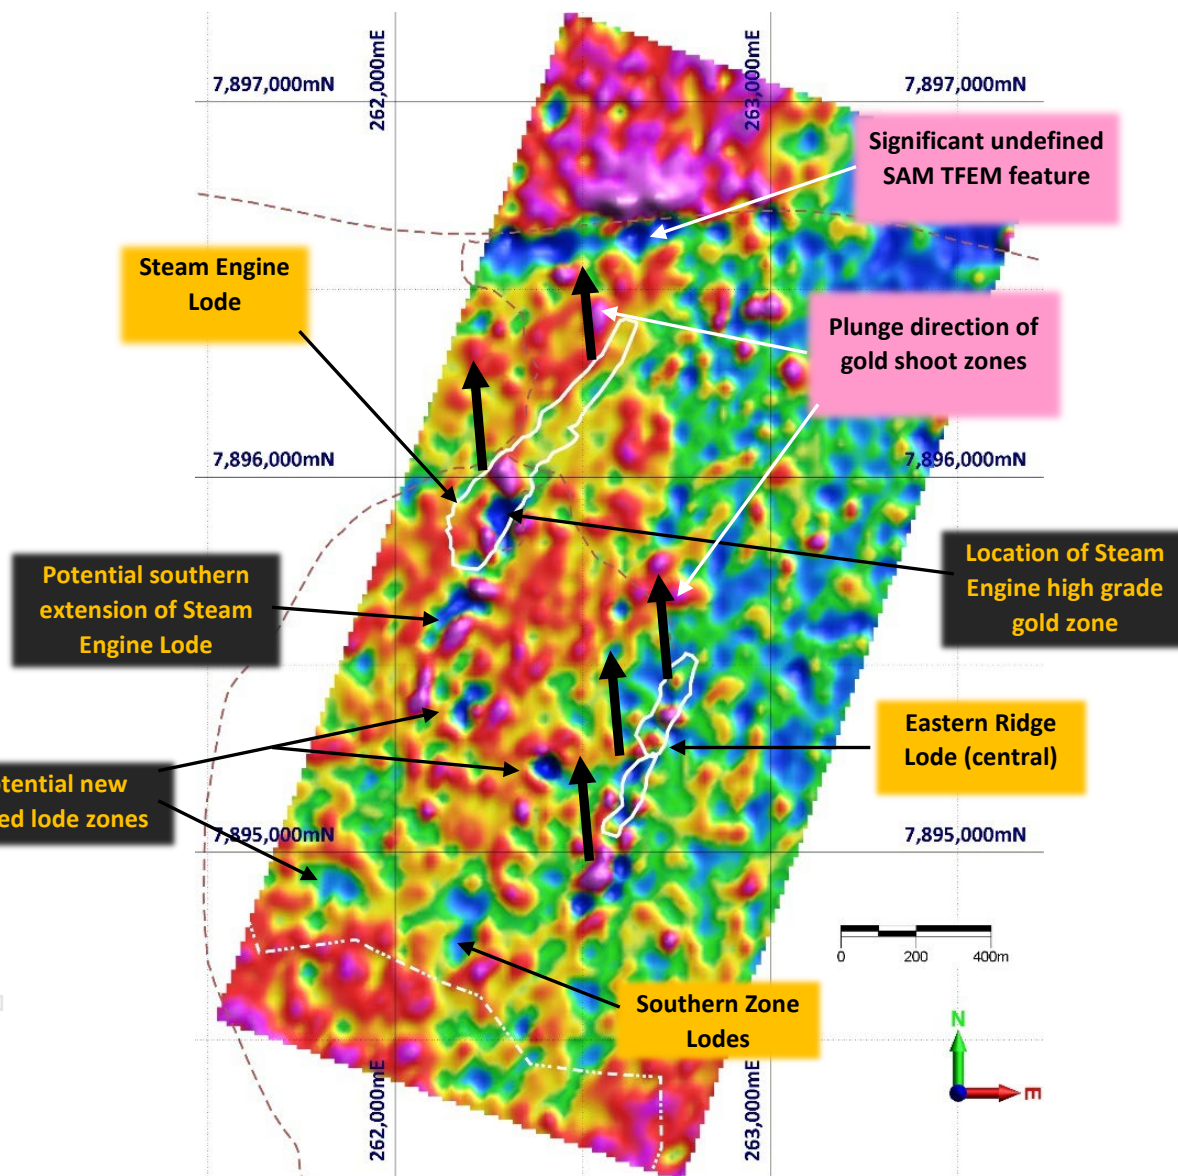 7,897,000mN
262,000mE
263,000mE
7,897,000mN
Significant undefined
SAM TFEM feature
Steam Engine
Lode
Plunge direction of
gold shoot zones
7,896,000mN
7,896,000mN
Potential southern
extension of Steam
Engine Lode
Location of Steam
Engine high grade
gold zone
Eastern Ridge
Lode (central)
new
lode zones
7,895,000mN
7,895,000mN
0 200 400m
Southern Zone
Lodes
262,000mE
263,000mE
N
E